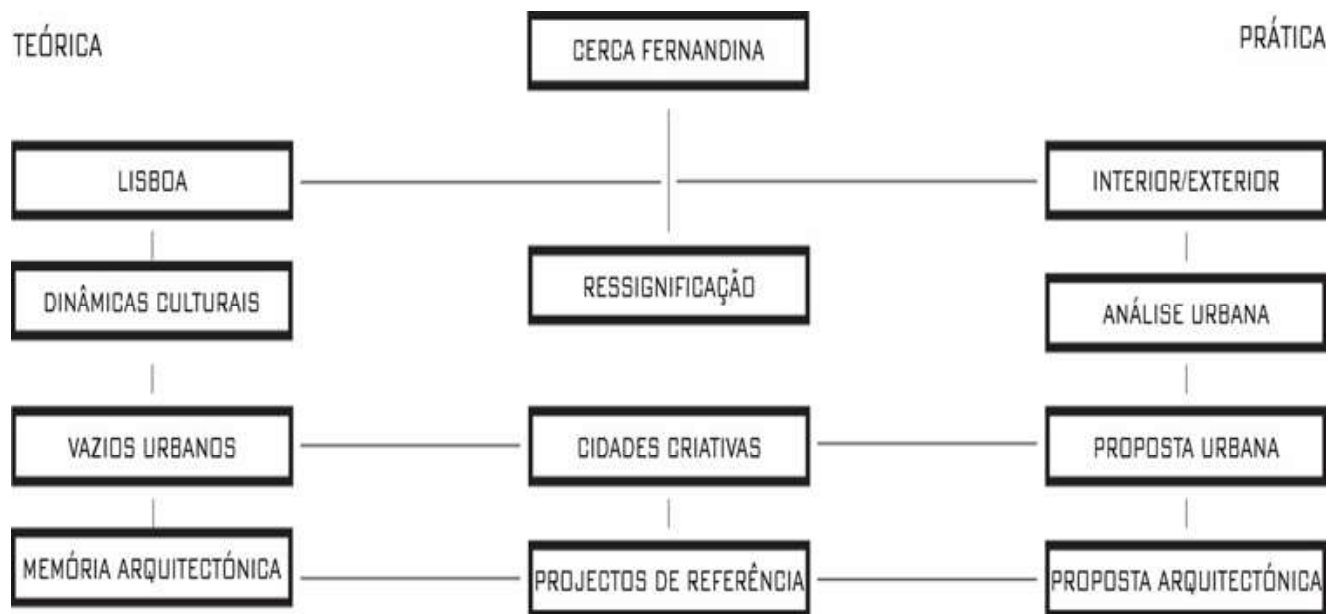 TEÓRICA
CERCA FERNANDINA
PRÁTICA
LISBOA
INTERIOR/EXTERIOR
DINÂMICAS CULTURAIS
RESSIGNIFICAÇÃO
ANÁLISE URBANA
VAZIOS URBANOS
CIDADES CRIATIVAS
PROPOSTA URBANA
MEMÓRIA ARQUITECTÓNICA
PROJECTOS DE REFERÊNCIA
PROPOSTA ARQUITECTÓNICA